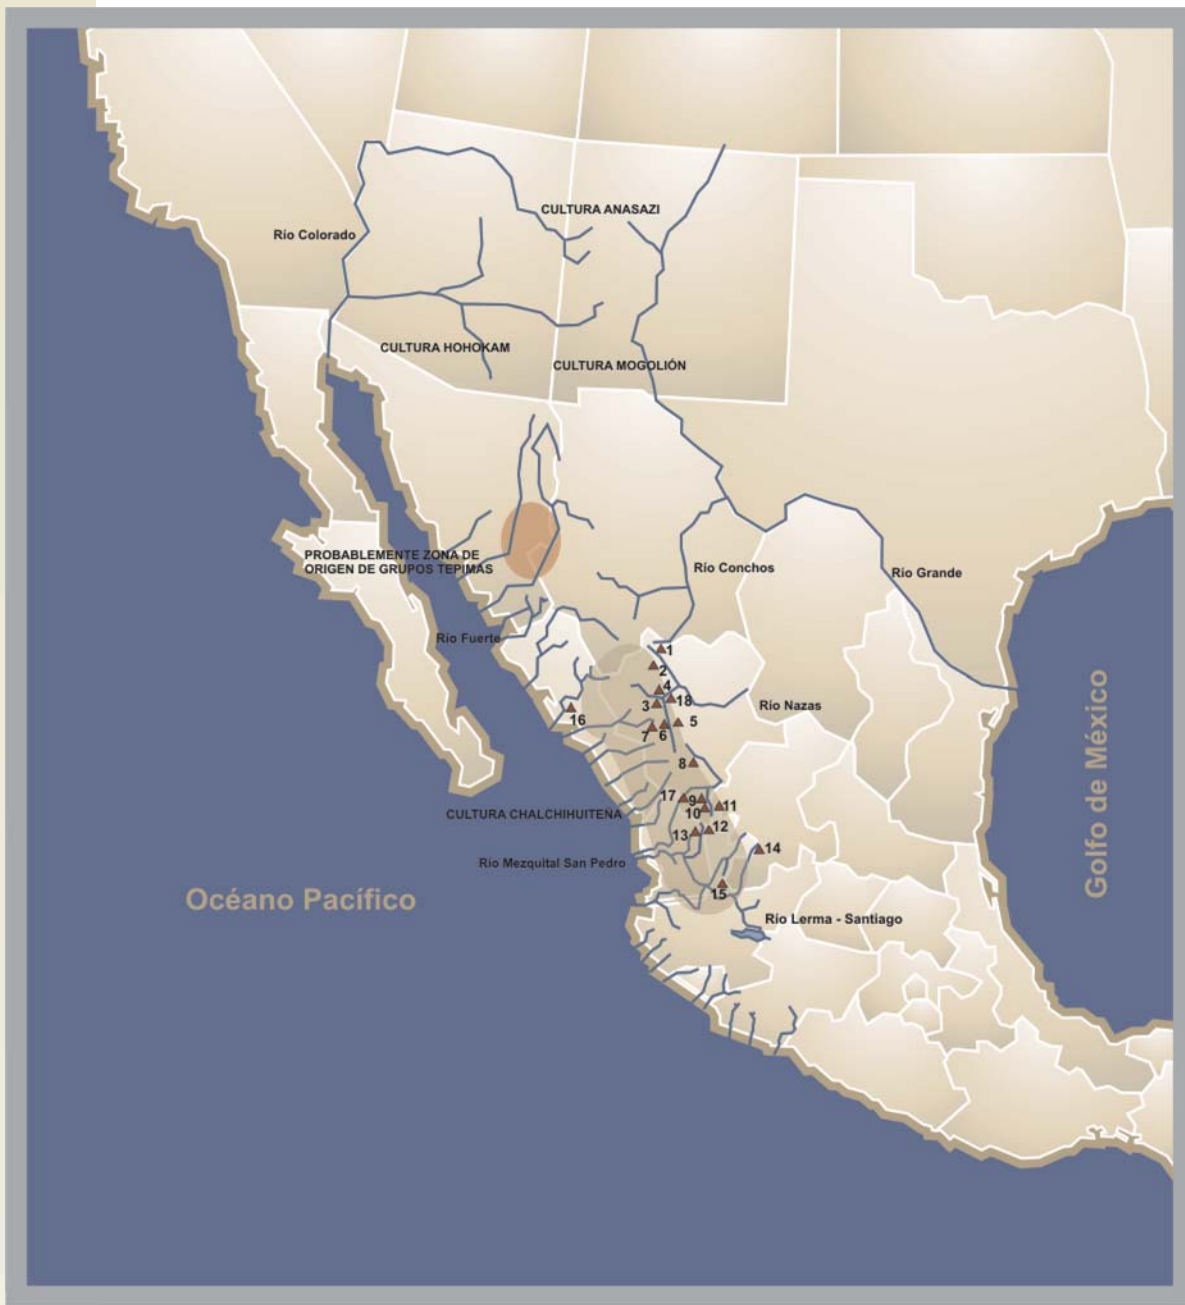 CULTURA ANASAZI
Río Colorado
CULTURA HOHOKAM
CULTURA MOGOLIÓN
PROBABLEMENTE ZONA DE
ORIGEN DE GRUPOS TEPIMAS
Río Conchos
Río Grande
Río Fuerte
1
2
4
18
3
16
5
6
7
Río Nazas
8
17
9
11
10
CULTURA CHALCHIHUITEÑA
12
13
14
Río Mezquital San Pedro
15
Río Lerma - Santiago
Océano Pacífico
Golfo de México